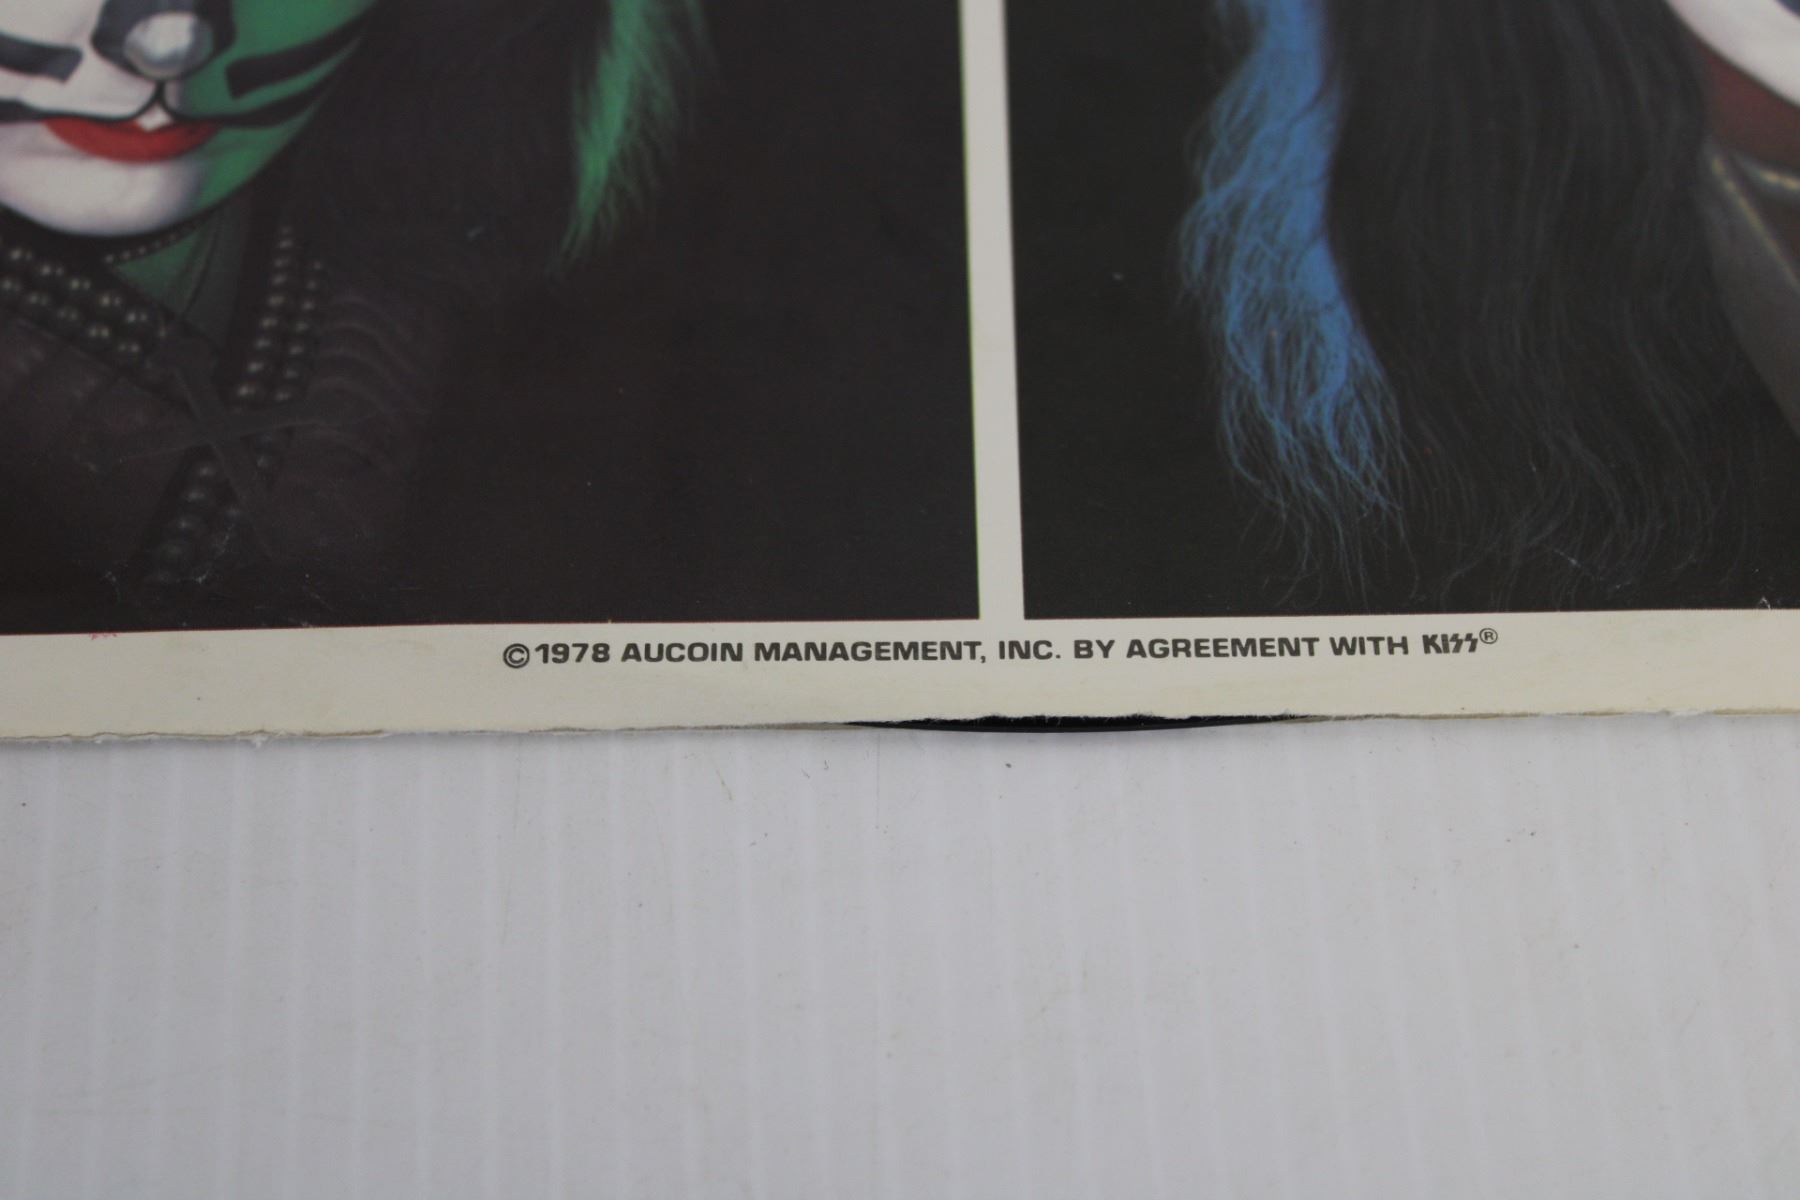 ©1978 AUCOIN MANAGEMENT, INC. BY AGREEMENT WITH KISS®